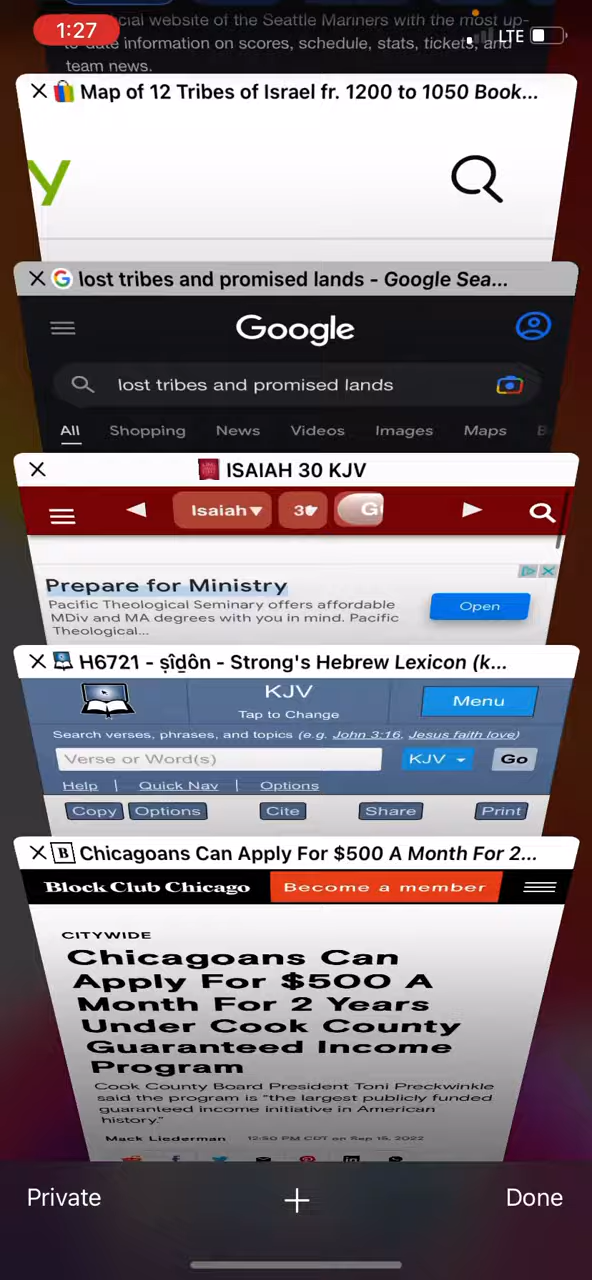 cial website of the Seattle Mariners with the most up-
to-date information on scores, schedule, stats, tickets, and
team news.
1:27
LTE
Map of 12 Tribes of Israel fr. 1200 to 1050 Book...
y
lost tribes and promised lands - Google Sea...
Google
lost tribes and promised lands
All Shopping News Videos Images Maps B
ISAIAH 30 KJV
Isaiah▼ 30▼ G
Prepare for Ministry
Pacific Theological Seminary offers affordable
MDiv and MA degrees with you in mind. Pacific
Theological...
Open
H6721 - ṣîḏôn - Strong's Hebrew Lexicon (k...
KJV
Tap to Change
Menu
Search verses, phrases, and topics (e.g. John 3:16, Jesus faith love)
Verse or Word(s) KJV Go
Help | Quick Nav | Options
Copy Options Cite Share Print
B Chicagoans Can Apply For $500 A Month For 2...
Block Club Chicago Become a member
CITYWIDE
Chicagoans Can
Apply For $500 A
Month For 2 Years
Under Cook County
Guaranteed Income
Program
Cook County Board President Toni Preckwinkle
said the program is "the largest publicly funded
guaranteed income initiative in American
history."
Mack Liederman 12:50 PM CDT on Sep 15, 2022
Private + Done